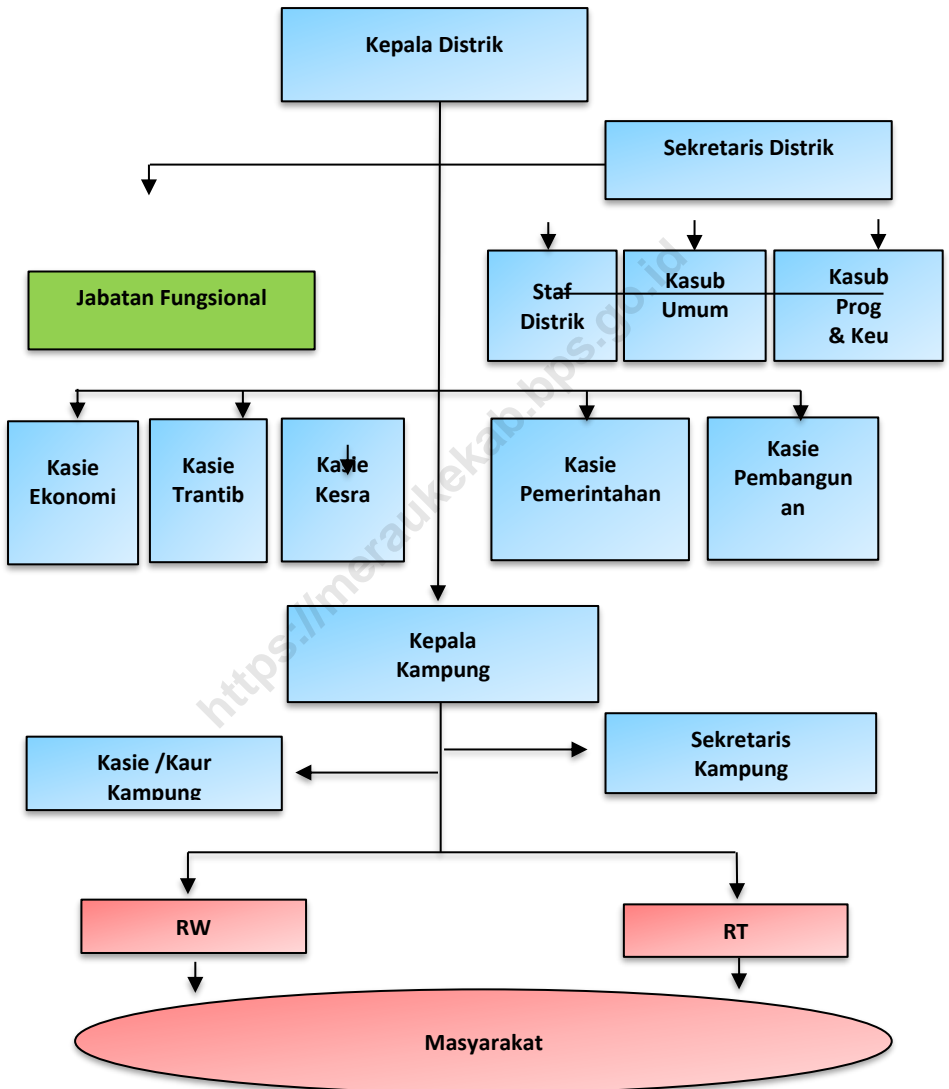 Kepala Distrik
Sekretaris Distrik
Jabatan Fungsional
Staf
Distrik
Kasub
Umum
Kasub
Prog
& Keu
Kasie
Ekonomi
Kasie
Trantib
Kasie
Kesra
Kasie
Pemerintahan
Kasie
Pembangun
an
Kepala
Kampung
Kasie /Kaur
Kampung
Sekretaris
Kampung
RW
RT
Masyarakat
https://meraukekab.bps.go.id